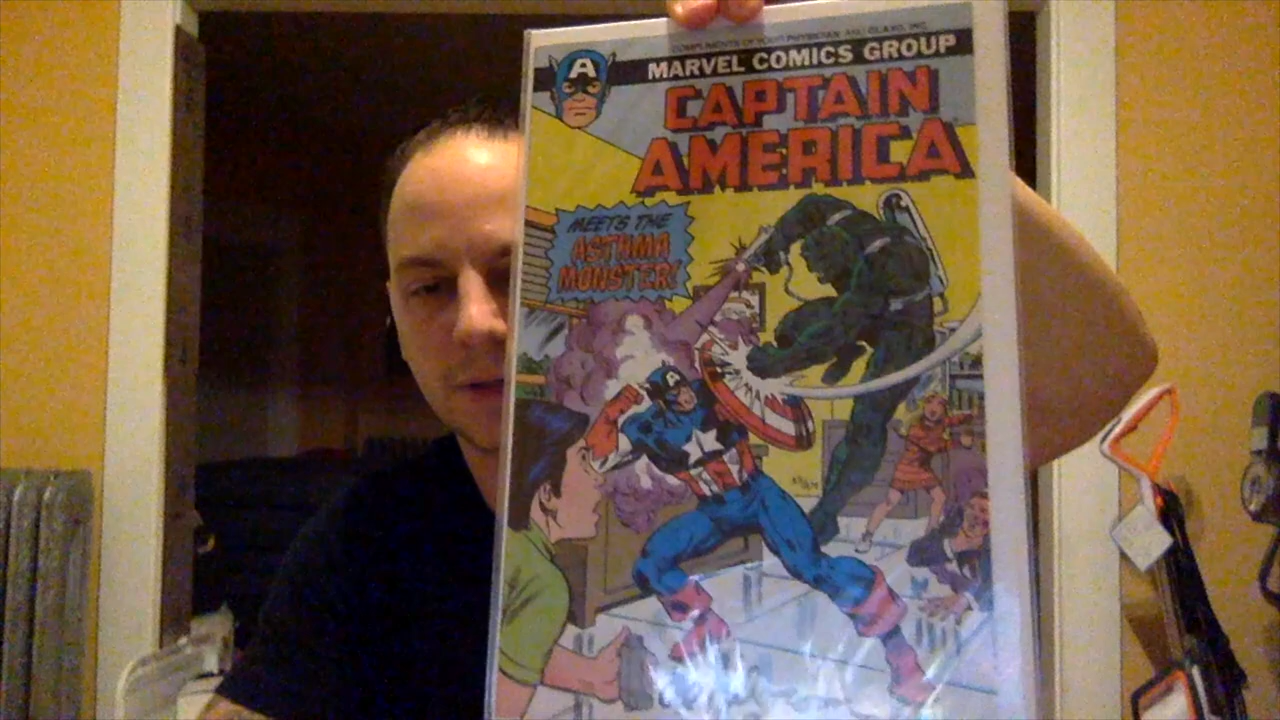 COMPLIMENTS OF YOUR PHYSICIAN AND GLAXO, INC.
MARVEL COMICS GROUP
A
CAPTAIN
AMERICA
MEETS THE
ASTHMA
MONSTER!
A